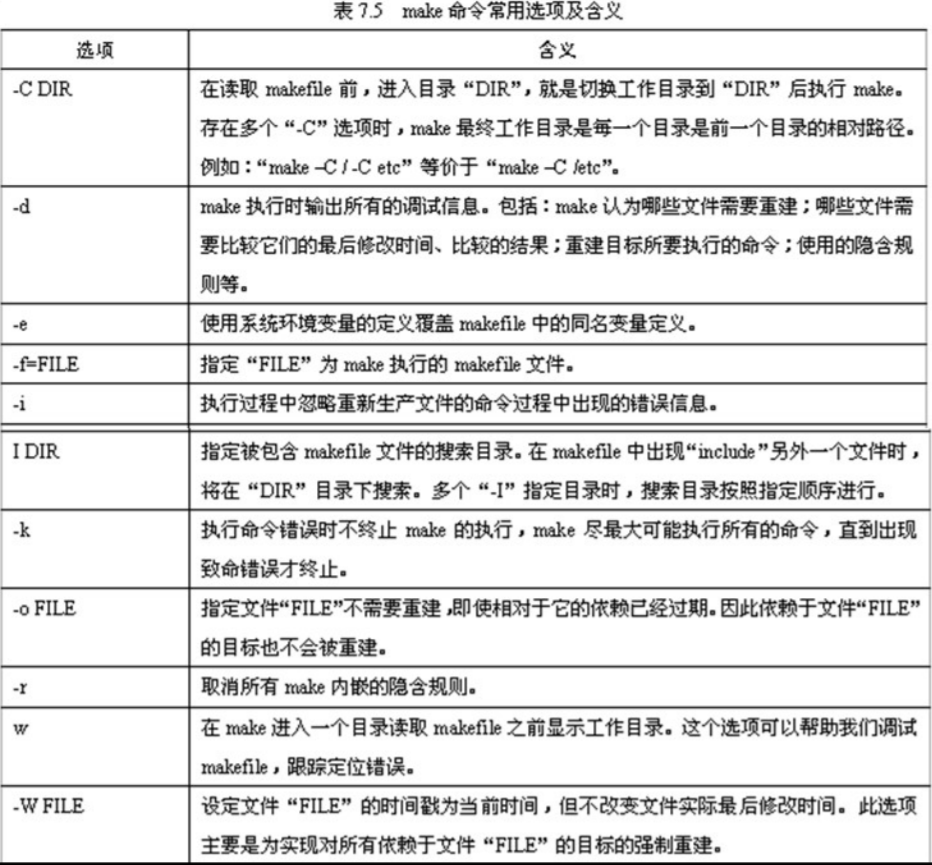 表 7.5 make 命令常用选项及含义
选项 含义
-C DIR 在读取 makefile 前，进入目录“DIR”，就是切换工作目录到“DIR”后执行 make。
存在多个“-C”选项时，make 最终工作目录是每一个目录是前一个目录的相对路径。
例如：“make –C / -C etc”等价于“make –C /etc”。
-d make 执行时输出所有的调试信息。包括：make 认为哪些文件需要重建；哪些文件需
要比较它们的最后修改时间、比较的结果；重建目标所要执行的命令；使用的隐含规
则等。
-e 使用系统环境变量的定义覆盖 makefile 中的同名变量定义。
-f=FILE 指定“FILE”为 make 执行的 makefile 文件。
-i 执行过程中忽略重新生产文件的命令过程中出现的错误信息。
I DIR 指定被包含 makefile 文件的搜索目录。在 makefile 中出现“include”另外一个文件时，
将在“DIR”目录下搜索。多个“-I”指定目录时，搜索目录按照指定顺序进行。
-k 执行命令错误时不终止 make 的执行，make 尽最大可能执行所有的命令，直到出现
致命错误才终止。
-o FILE 指定文件“FILE”不需要重建，即使相对于它的依赖已经过期。因此依赖于文件“FILE”
的目标也不会被重建。
-r 取消所有 make 内嵌的隐含规则。
w 在 make 进入一个目录读取 makefile 之前显示工作目录。这个选项可以帮助我们调试
makefile，跟踪定位错误。
-W FILE 设定文件“FILE”的时间戳为当前时间，但不改变文件实际最后修改时间。此选项
主要是为实现对所有依赖于文件“FILE”的目标的强制重建。